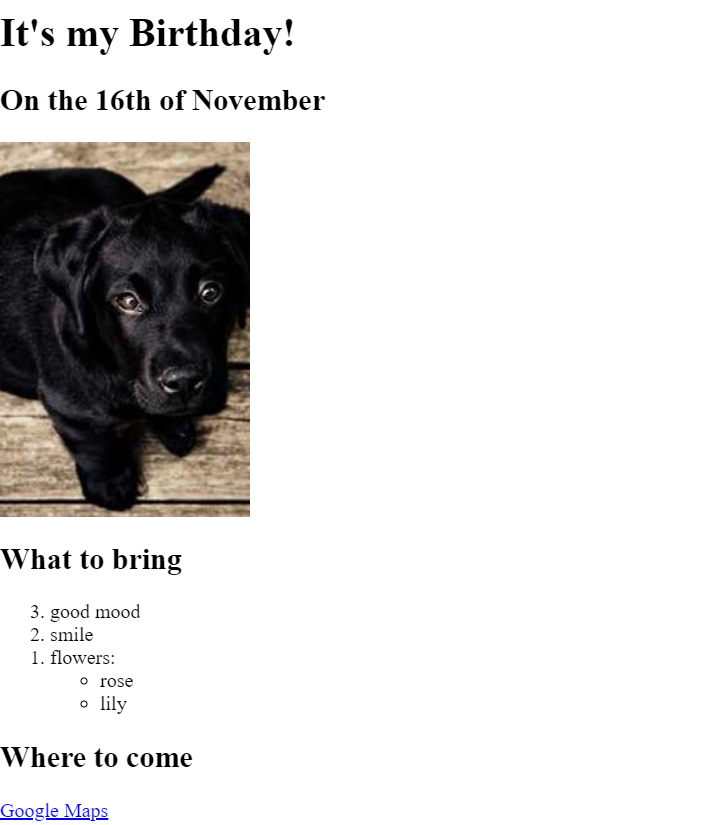 It's my Birthday!
On the 16th of November
What to bring
3. good mood
2. smile
1. flowers:
◦ rose
◦ lily
Where to come
Google Maps